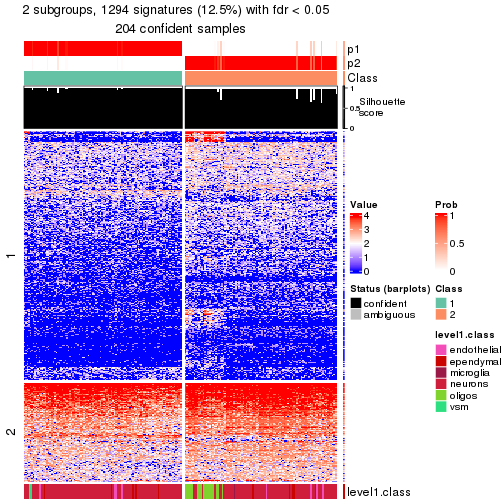 2 subgroups, 1294 signatures (12.5%) with fdr < 0.05
204 confident samples
p1
p2
Class
1
0.5
0
Silhouette
score
1
2
level1.class
Value
4
3
2
1
0
Prob
1
0.5
0
Status (barplots)
confident
ambiguous
Class
1
2
level1.class
endothelial
ependymal
microglia
neurons
oligos
vsm